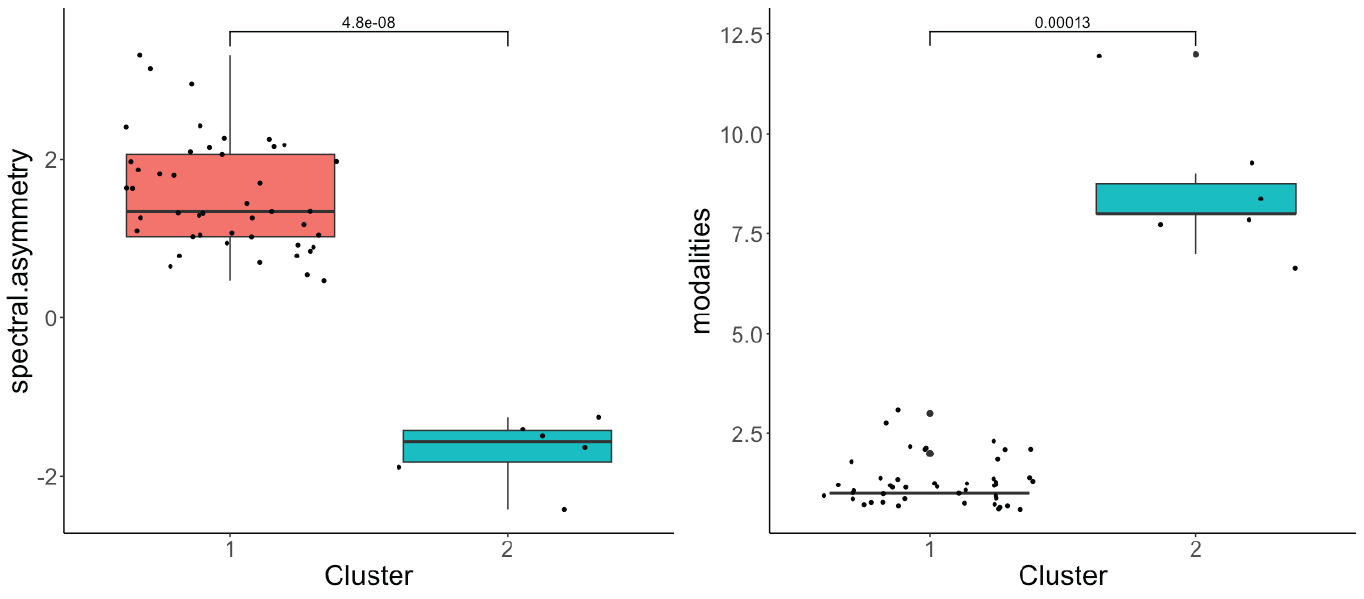 4.8e-08
spectral.asymmetry
2
0
-2
1
2
Cluster
0.00013
modalities
12.5
10.0
7.5
5.0
2.5
1
2
Cluster